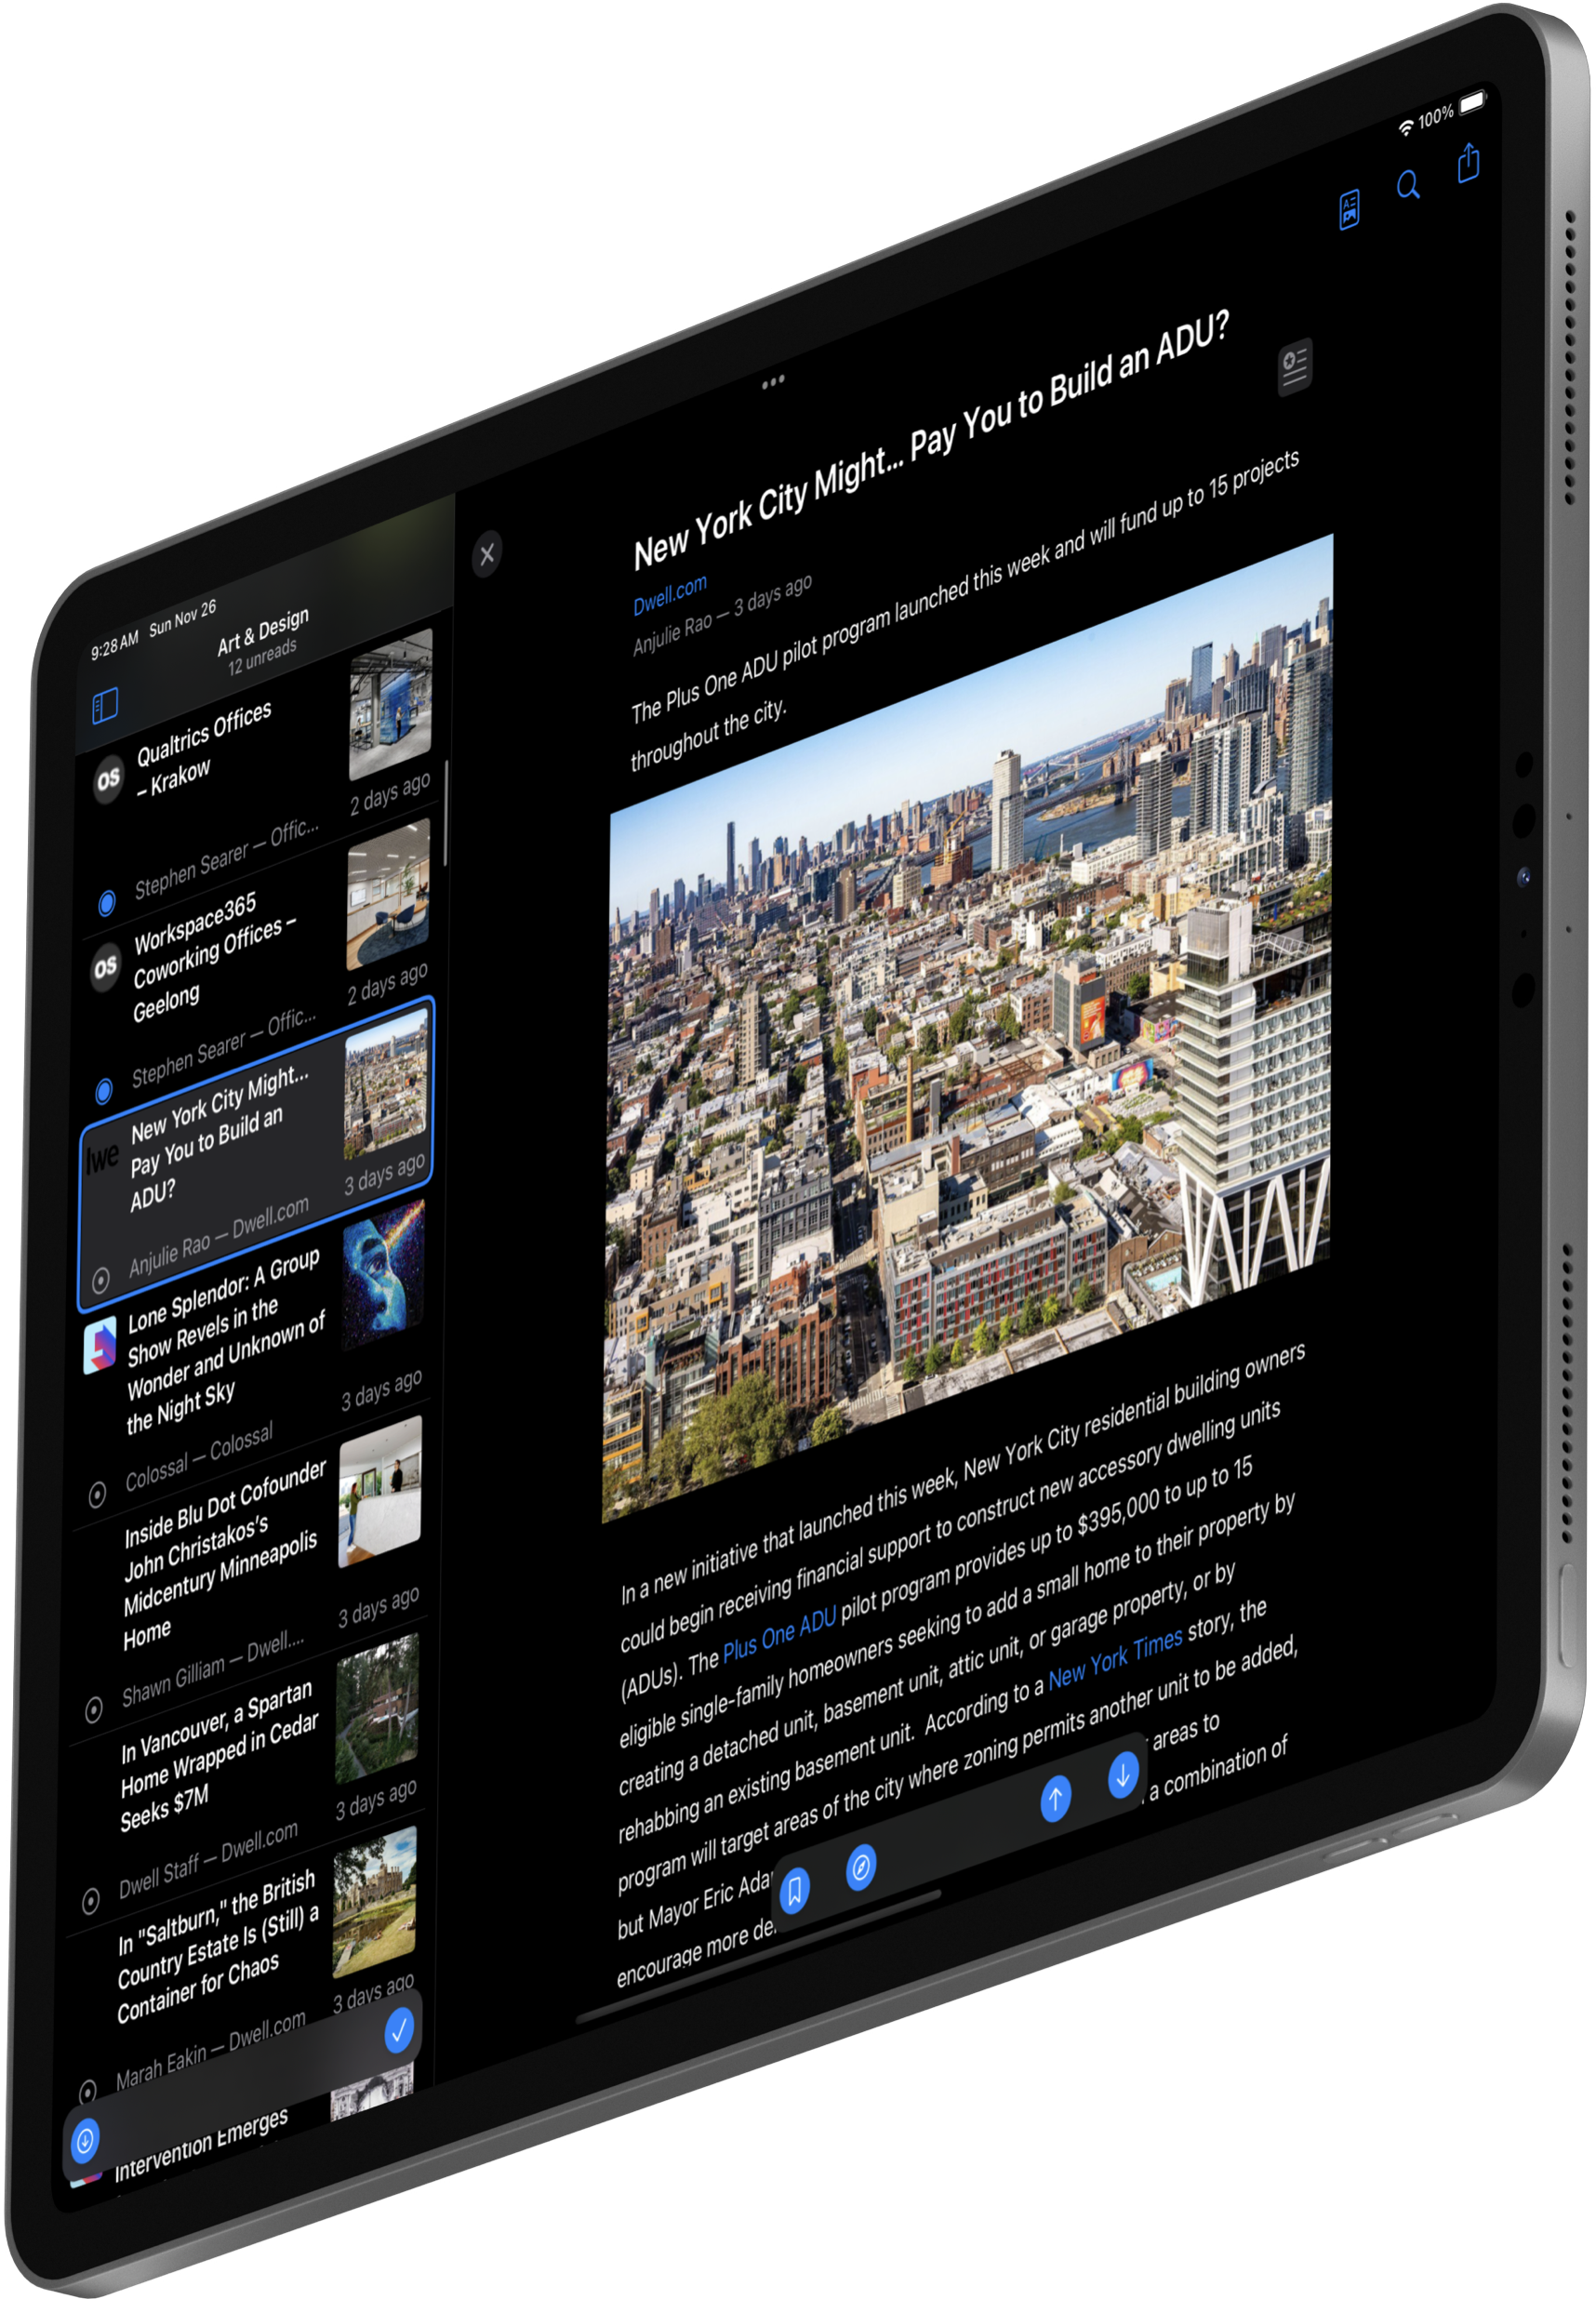 9:28 AM Sun Nov 26
100%
Art & Design
12 unreads
OS
Qualtrics Offices
– Krakow
2 days ago
Stephen Searer — Offic...
OS
Workspace365
Coworking Offices –
Geelong
2 days ago
Stephen Searer — Offic...
lwe
New York City Might...
Pay You to Build an
ADU?
3 days ago
Anjulie Rao — Dwell.com
Lone Splendor: A Group
Show Revels in the
Wonder and Unknown of
the Night Sky
3 days ago
Colossal — Colossal
Inside Blu Dot Cofounder
John Christakos's
Midcentury Minneapolis
Home
3 days ago
Shawn Gilliam — Dwell....
In Vancouver, a Spartan
Home Wrapped in Cedar
Seeks $7M
3 days ago
Dwell Staff — Dwell.com
In "Saltburn," the British
Country Estate Is (Still) a
Container for Chaos
3 days ago
Marah Eakin — Dwell.com
Intervention Emerges
New York City Might... Pay You to Build an ADU?
Dwell.com
Anjulie Rao — 3 days ago
The Plus One ADU pilot program launched this week and will fund up to 15 projects
throughout the city.
In a new initiative that launched this week, New York City residential building owners
could begin receiving financial support to construct new accessory dwelling units
(ADUs). The Plus One ADU pilot program provides up to $395,000 to up to 15
eligible single-family homeowners seeking to add a small home to their property by
creating a detached unit, basement unit, attic unit, or garage property, or by
rehabbing an existing basement unit. According to a New York Times story, the
program will target areas of the city where zoning permits another unit to be added,
but Mayor Eric Ada areas to
encourage more de a combination of